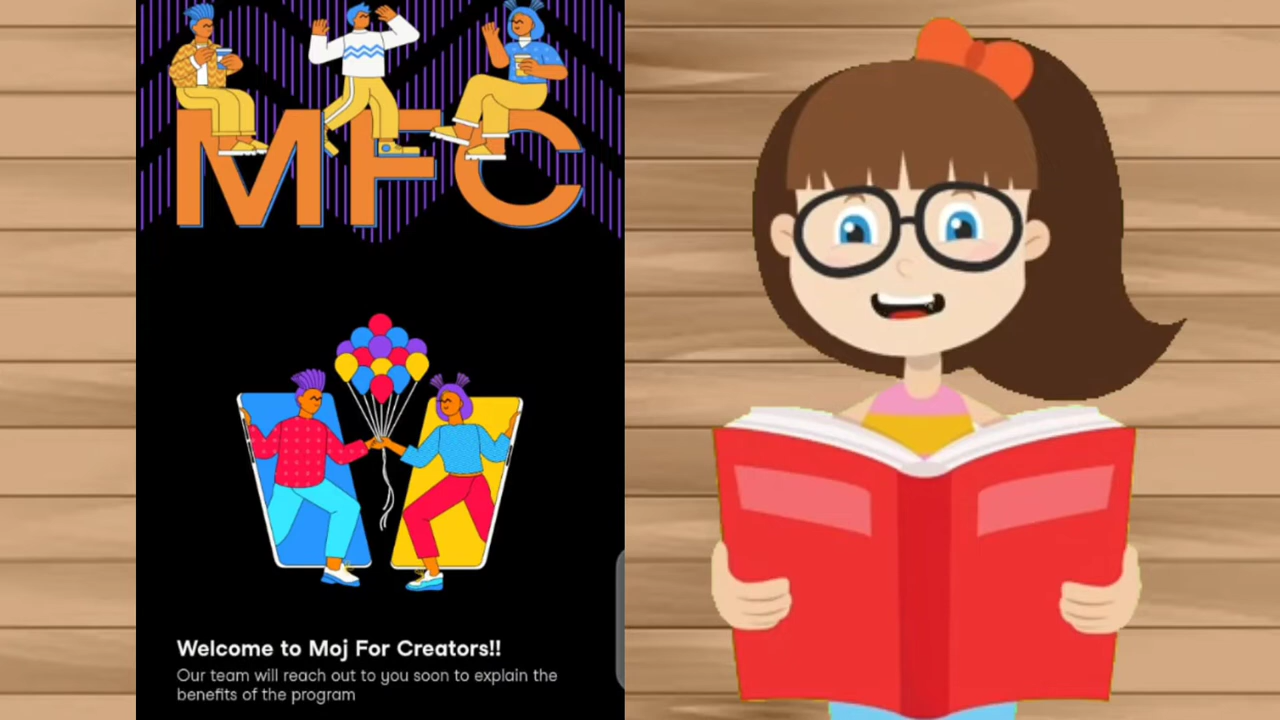 MFC
Welcome to Moj For Creators!!
Our team will reach out to you soon to explain the
benefits of the program